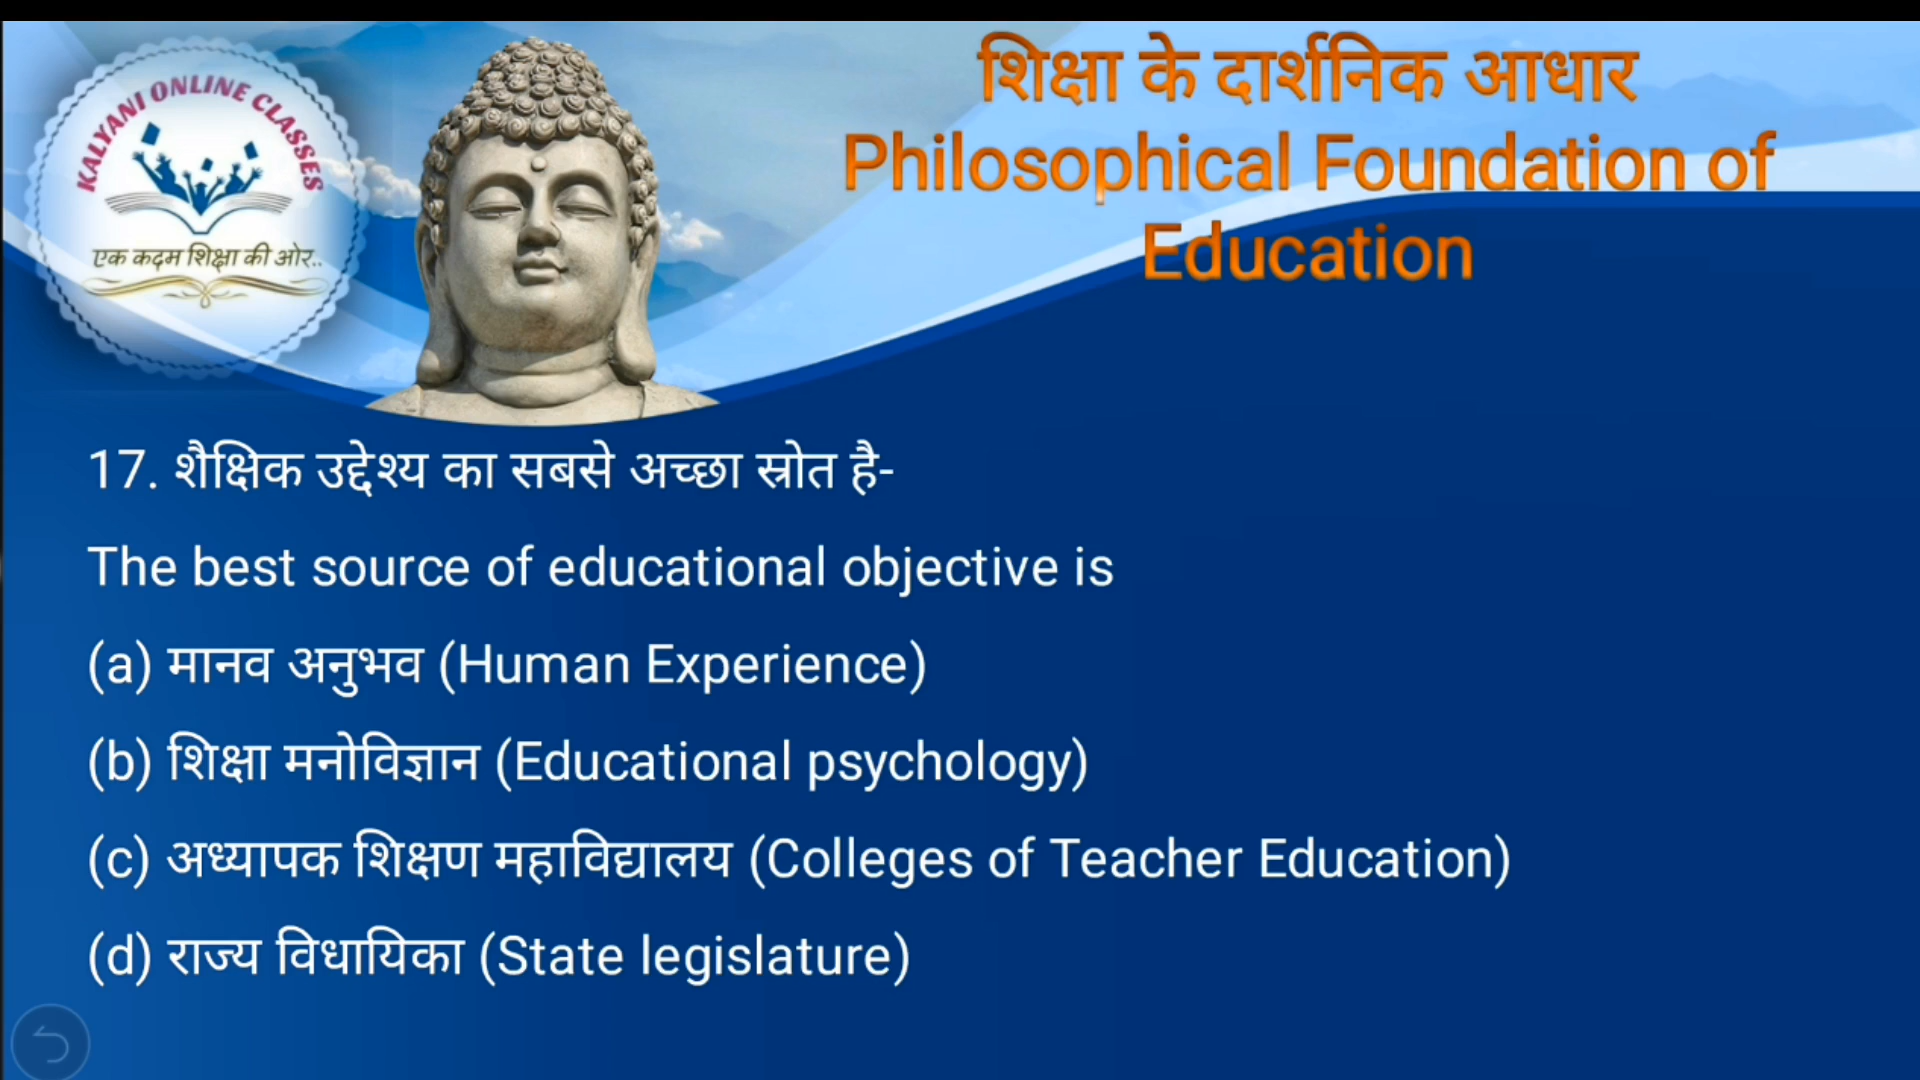 KALYANI ONLINE CLASSES
एक कदम शिक्षा की ओर..
शिक्षा के दार्शनिक आधार
Philosophical Foundation of
Education
17. शैक्षिक उद्देश्य का सबसे अच्छा स्रोत है-
The best source of educational objective is
(a) मानव अनुभव (Human Experience)
(b) शिक्षा मनोविज्ञान (Educational psychology)
(c) अध्यापक शिक्षण महाविद्यालय (Colleges of Teacher Education)
(d) राज्य विधायिका (State legislature)